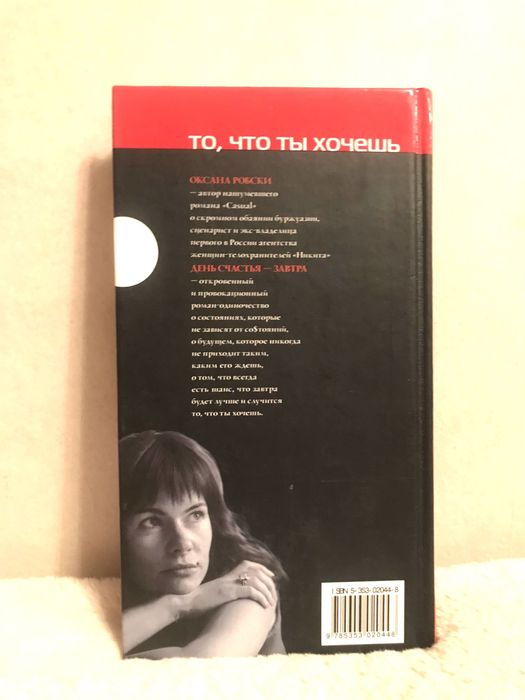 ТО, ЧТО ТЫ ХОЧЕШЬ
ОКСАНА РОБСКИ
— автор нашумевшего
романа «Casual»
о скромном обаянии буржуазии,
сценарист и экс-владелица
первого в России агентства
женщин-телохранителей «Никита»
ДЕНЬ СЧАСТЬЯ — ЗАВТРА
— откровенный
и провокационный
роман-одиночество
о состояниях, которые
не зависят от со$тояний,
о будущем, которое никогда
не приходит таким,
каким его ждешь,
о том, что всегда
есть шанс, что завтра
будет лучше и случится
то, что ты хочешь.
ISBN 5-353-02044-8
9785353020448